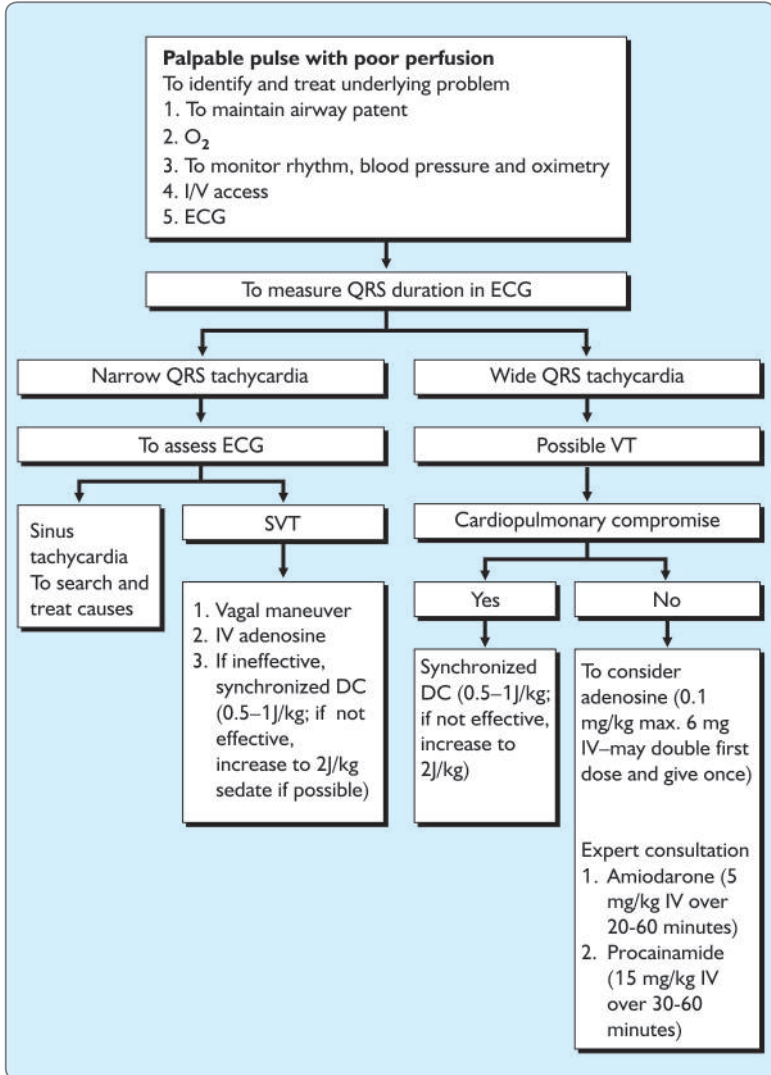 Palpable pulse with poor perfusion
To identify and treat underlying problem
1. To maintain airway patent
2. O₂
3. To monitor rhythm, blood pressure and oximetry
4. I/V access
5. ECG
To measure QRS duration in ECG
Narrow QRS tachycardia
Wide QRS tachycardia
To assess ECG
Possible VT
Sinus
tachycardia
To search and
treat causes
SVT
Cardiopulmonary compromise
1. Vagal maneuver
2. IV adenosine
3. If ineffective,
synchronized DC
(0.5–1J/kg; if not
effective,
increase to 2J/kg
sedate if possible)
Yes
No
Synchronized
DC (0.5–1J/kg;
if not effective,
increase to
2J/kg)
To consider
adenosine (0.1
mg/kg max. 6 mg
IV–may double first
dose and give once)
Expert consultation
1. Amiodarone (5
mg/kg IV over
20-60 minutes)
2. Procainamide
(15 mg/kg IV
over 30-60
minutes)